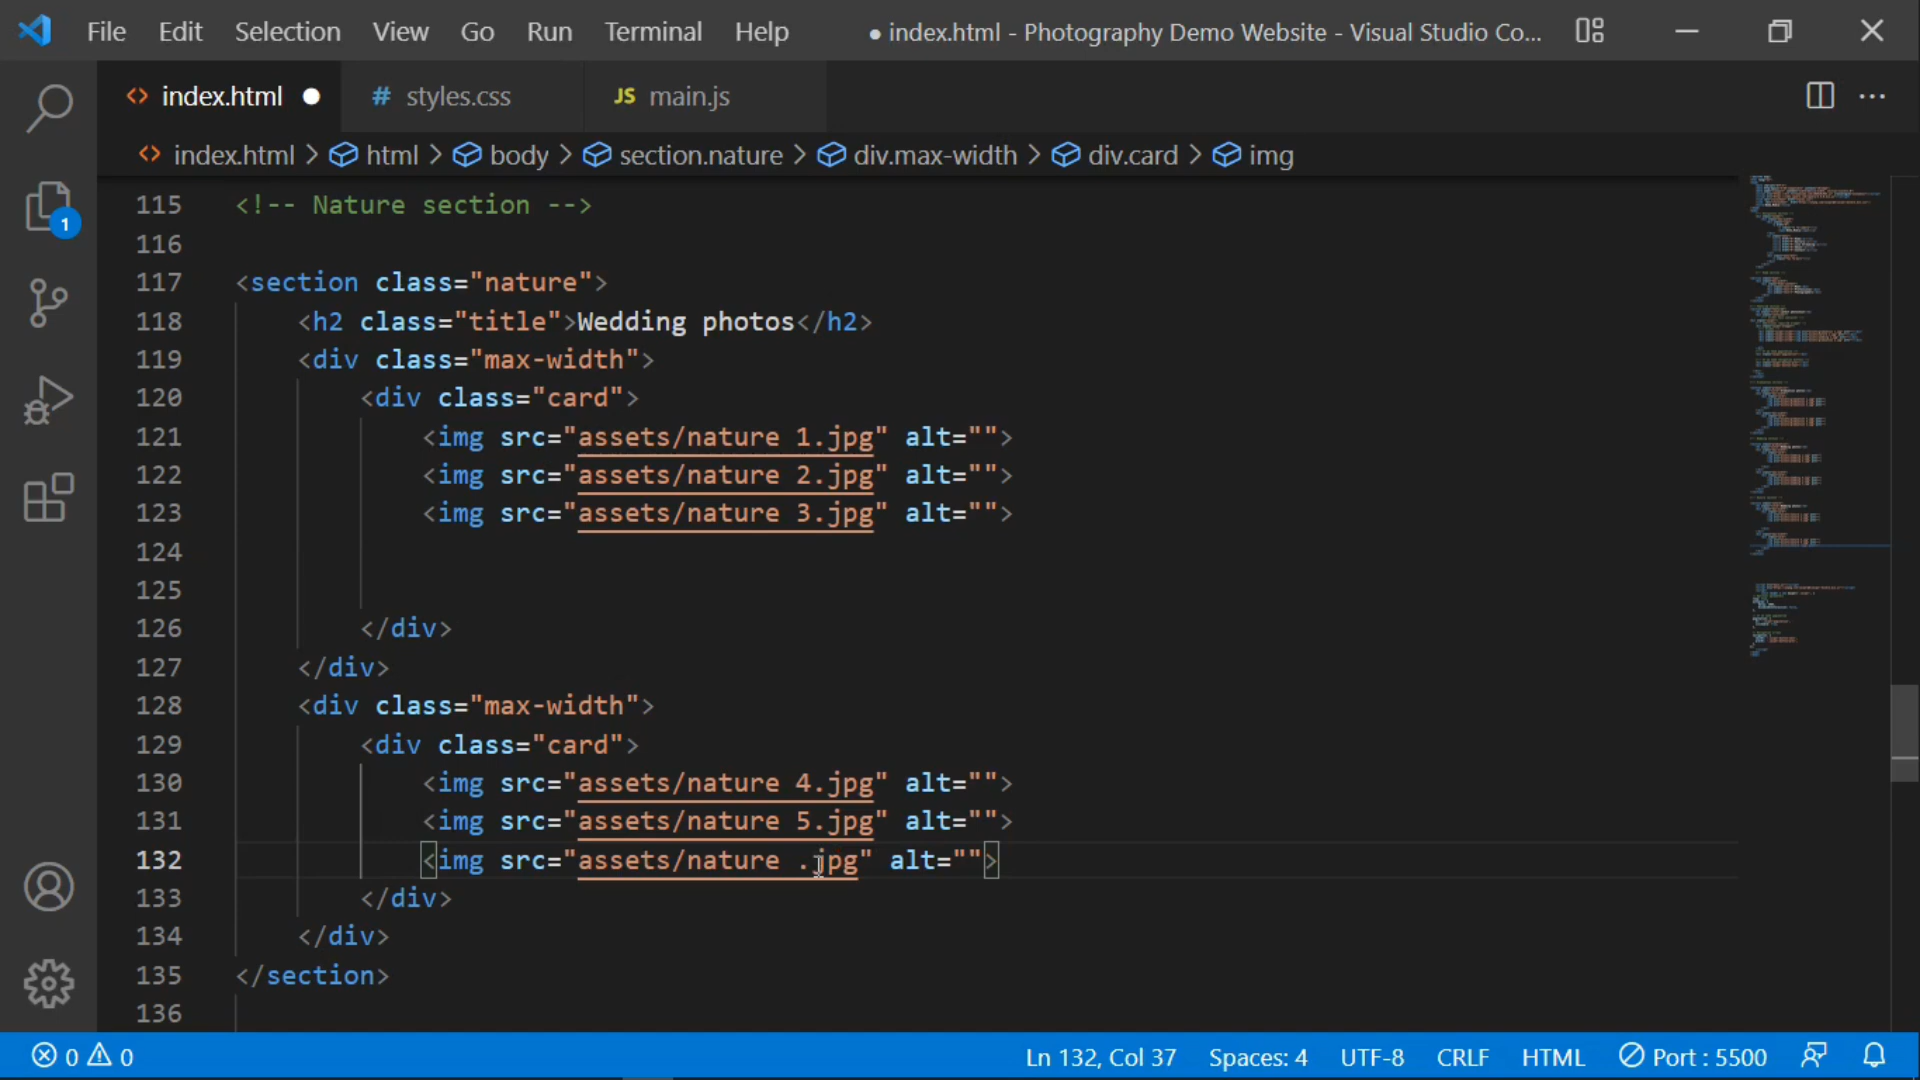 File Edit Selection View Go Run Terminal Help ● index.html - Photography Demo Website - Visual Studio Co...
<> index.html ● # styles.css JS main.js
<> index.html > html > body > section.nature > div.max-width > div.card > img
115 <!-- Nature section -->
116
117 <section class="nature">
118 <h2 class="title">Wedding photos</h2>
119 <div class="max-width">
120 <div class="card">
121 <img src="assets/nature 1.jpg" alt="">
122 <img src="assets/nature 2.jpg" alt="">
123 <img src="assets/nature 3.jpg" alt="">
124
125
126 </div>
127 </div>
128 <div class="max-width">
129 <div class="card">
130 <img src="assets/nature 4.jpg" alt="">
131 <img src="assets/nature 5.jpg" alt="">
132 <img src="assets/nature .jpg" alt="">
133 </div>
134 </div>
135 </section>
136
1
0 0 Ln 132, Col 37 Spaces: 4 UTF-8 CRLF HTML Port : 5500